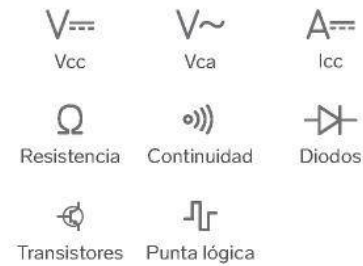 V⎓ V~ A⎓
Vcc Vca Icc
Ω
Resistencia Continuidad Diodos
Transistores Punta lógica